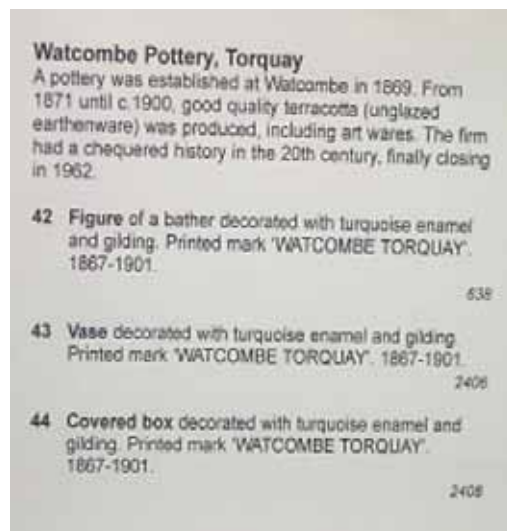 Watcombe Pottery, Torquay
A pottery was established at Watcombe in 1869. From
1871 until c.1900, good quality terracotta (unglazed
earthenware) was produced, including art wares. The firm
had a chequered history in the 20th century, finally closing
in 1962.
42 Figure of a bather decorated with turquoise enamel
and gilding. Printed mark 'WATCOMBE TORQUAY'.
1867-1901.
638
43 Vase decorated with turquoise enamel and gilding.
Printed mark 'WATCOMBE TORQUAY'. 1867-1901.
2406
44 Covered box decorated with turquoise enamel and
gilding. Printed mark 'WATCOMBE TORQUAY'.
1867-1901.
2408